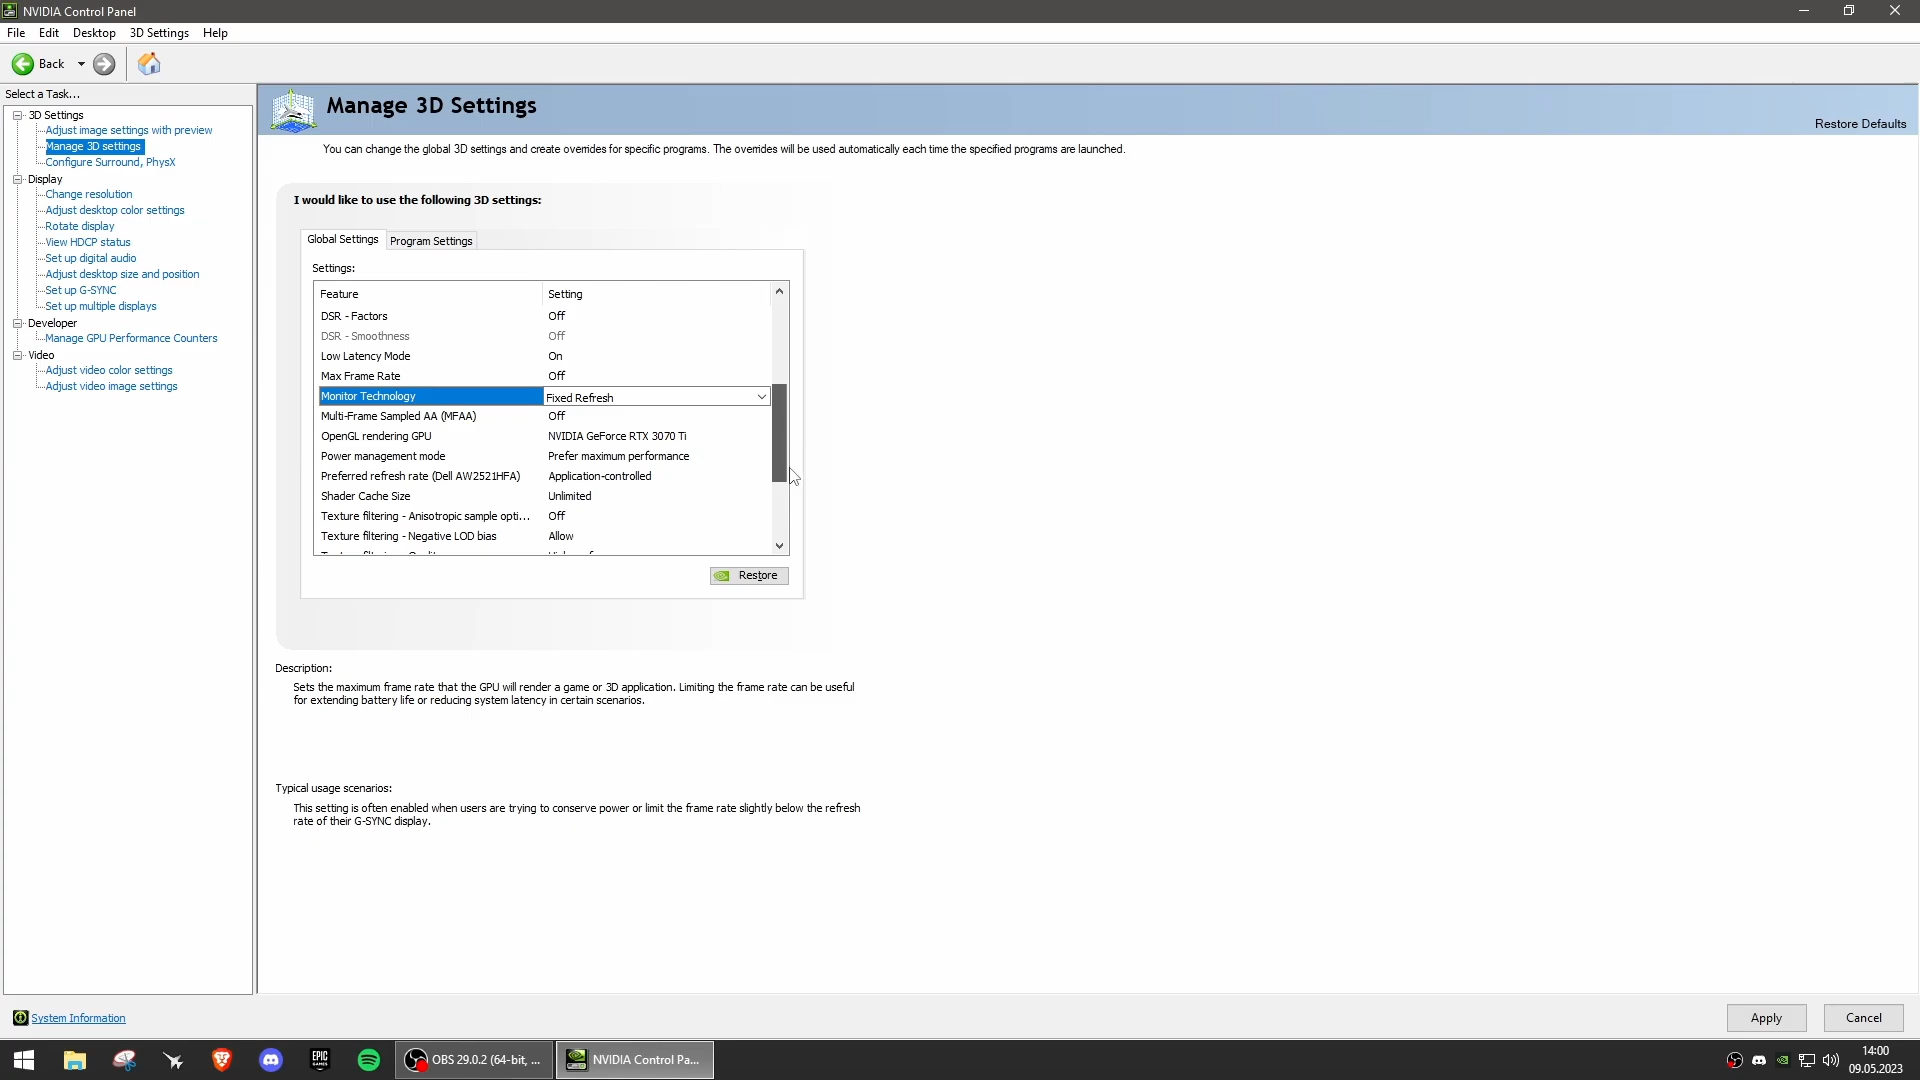 NVIDIA Control Panel
File Edit Desktop 3D Settings Help
Back
Select a Task...
3D Settings
Adjust image settings with preview
Manage 3D settings
Configure Surround, PhysX
Display
Change resolution
Adjust desktop color settings
Rotate display
View HDCP status
Set up digital audio
Adjust desktop size and position
Set up G-SYNC
Set up multiple displays
Developer
Manage GPU Performance Counters
Video
Adjust video color settings
Adjust video image settings
Manage 3D Settings
Restore Defaults
You can change the global 3D settings and create overrides for specific programs. The overrides will be used automatically each time the specified programs are launched.
I would like to use the following 3D settings:
Global Settings Program Settings
Settings:
Feature Setting
DSR - Factors Off
DSR - Smoothness Off
Low Latency Mode On
Max Frame Rate Off
Monitor Technology Fixed Refresh
Multi-Frame Sampled AA (MFAA) Off
OpenGL rendering GPU NVIDIA GeForce RTX 3070 Ti
Power management mode Prefer maximum performance
Preferred refresh rate (Dell AW2521HFA) Application-controlled
Shader Cache Size Unlimited
Texture filtering - Anisotropic sample opti... Off
Texture filtering - Negative LOD bias Allow
Restore
Description:
Sets the maximum frame rate that the GPU will render a game or 3D application. Limiting the frame rate can be useful
for extending battery life or reducing system latency in certain scenarios.
Typical usage scenarios:
This setting is often enabled when users are trying to conserve power or limit the frame rate slightly below the refresh
rate of their G-SYNC display.
System Information
Apply Cancel
EPIC
GAMES
OBS 29.0.2 (64-bit, ...
NVIDIA Control Pa...
14:00
09.05.2023